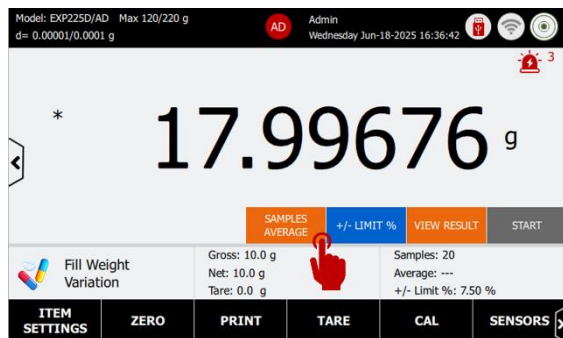 Model: EXP225D/AD Max 120/220 g
d= 0.00001/0.0001 g
AD
Admin
Wednesday Jun-18-2025 16:36:42
3
*
17.99676 g
SAMPLES
AVERAGE
+/- LIMIT %
VIEW RESULT
START
Fill Weight
Variation
Gross: 10.0 g
Net: 10.0 g
Tare: 0.0 g
Samples: 20
Average: ---
+/- Limit %: 7.50 %
ITEM
SETTINGS
ZERO
PRINT
TARE
CAL
SENSORS